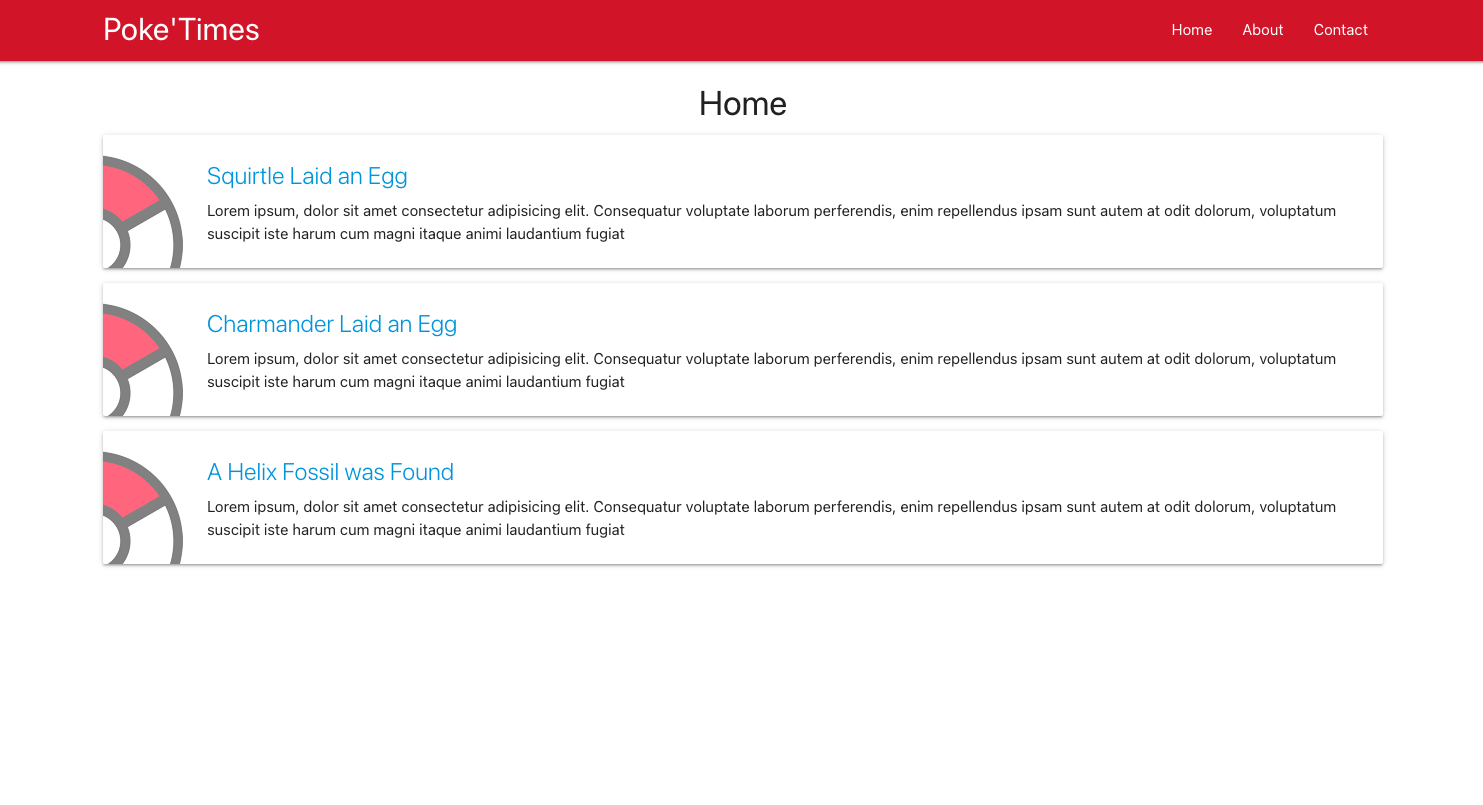 Poke'Times
Home About Contact
Home
Squirtle Laid an Egg
Lorem ipsum, dolor sit amet consectetur adipisicing elit. Consequatur voluptate laborum perferendis, enim repellendus ipsam sunt autem at odit dolorum, voluptatum
suscipit iste harum cum magni itaque animi laudantium fugiat
Charmander Laid an Egg
Lorem ipsum, dolor sit amet consectetur adipisicing elit. Consequatur voluptate laborum perferendis, enim repellendus ipsam sunt autem at odit dolorum, voluptatum
suscipit iste harum cum magni itaque animi laudantium fugiat
A Helix Fossil was Found
Lorem ipsum, dolor sit amet consectetur adipisicing elit. Consequatur voluptate laborum perferendis, enim repellendus ipsam sunt autem at odit dolorum, voluptatum
suscipit iste harum cum magni itaque animi laudantium fugiat